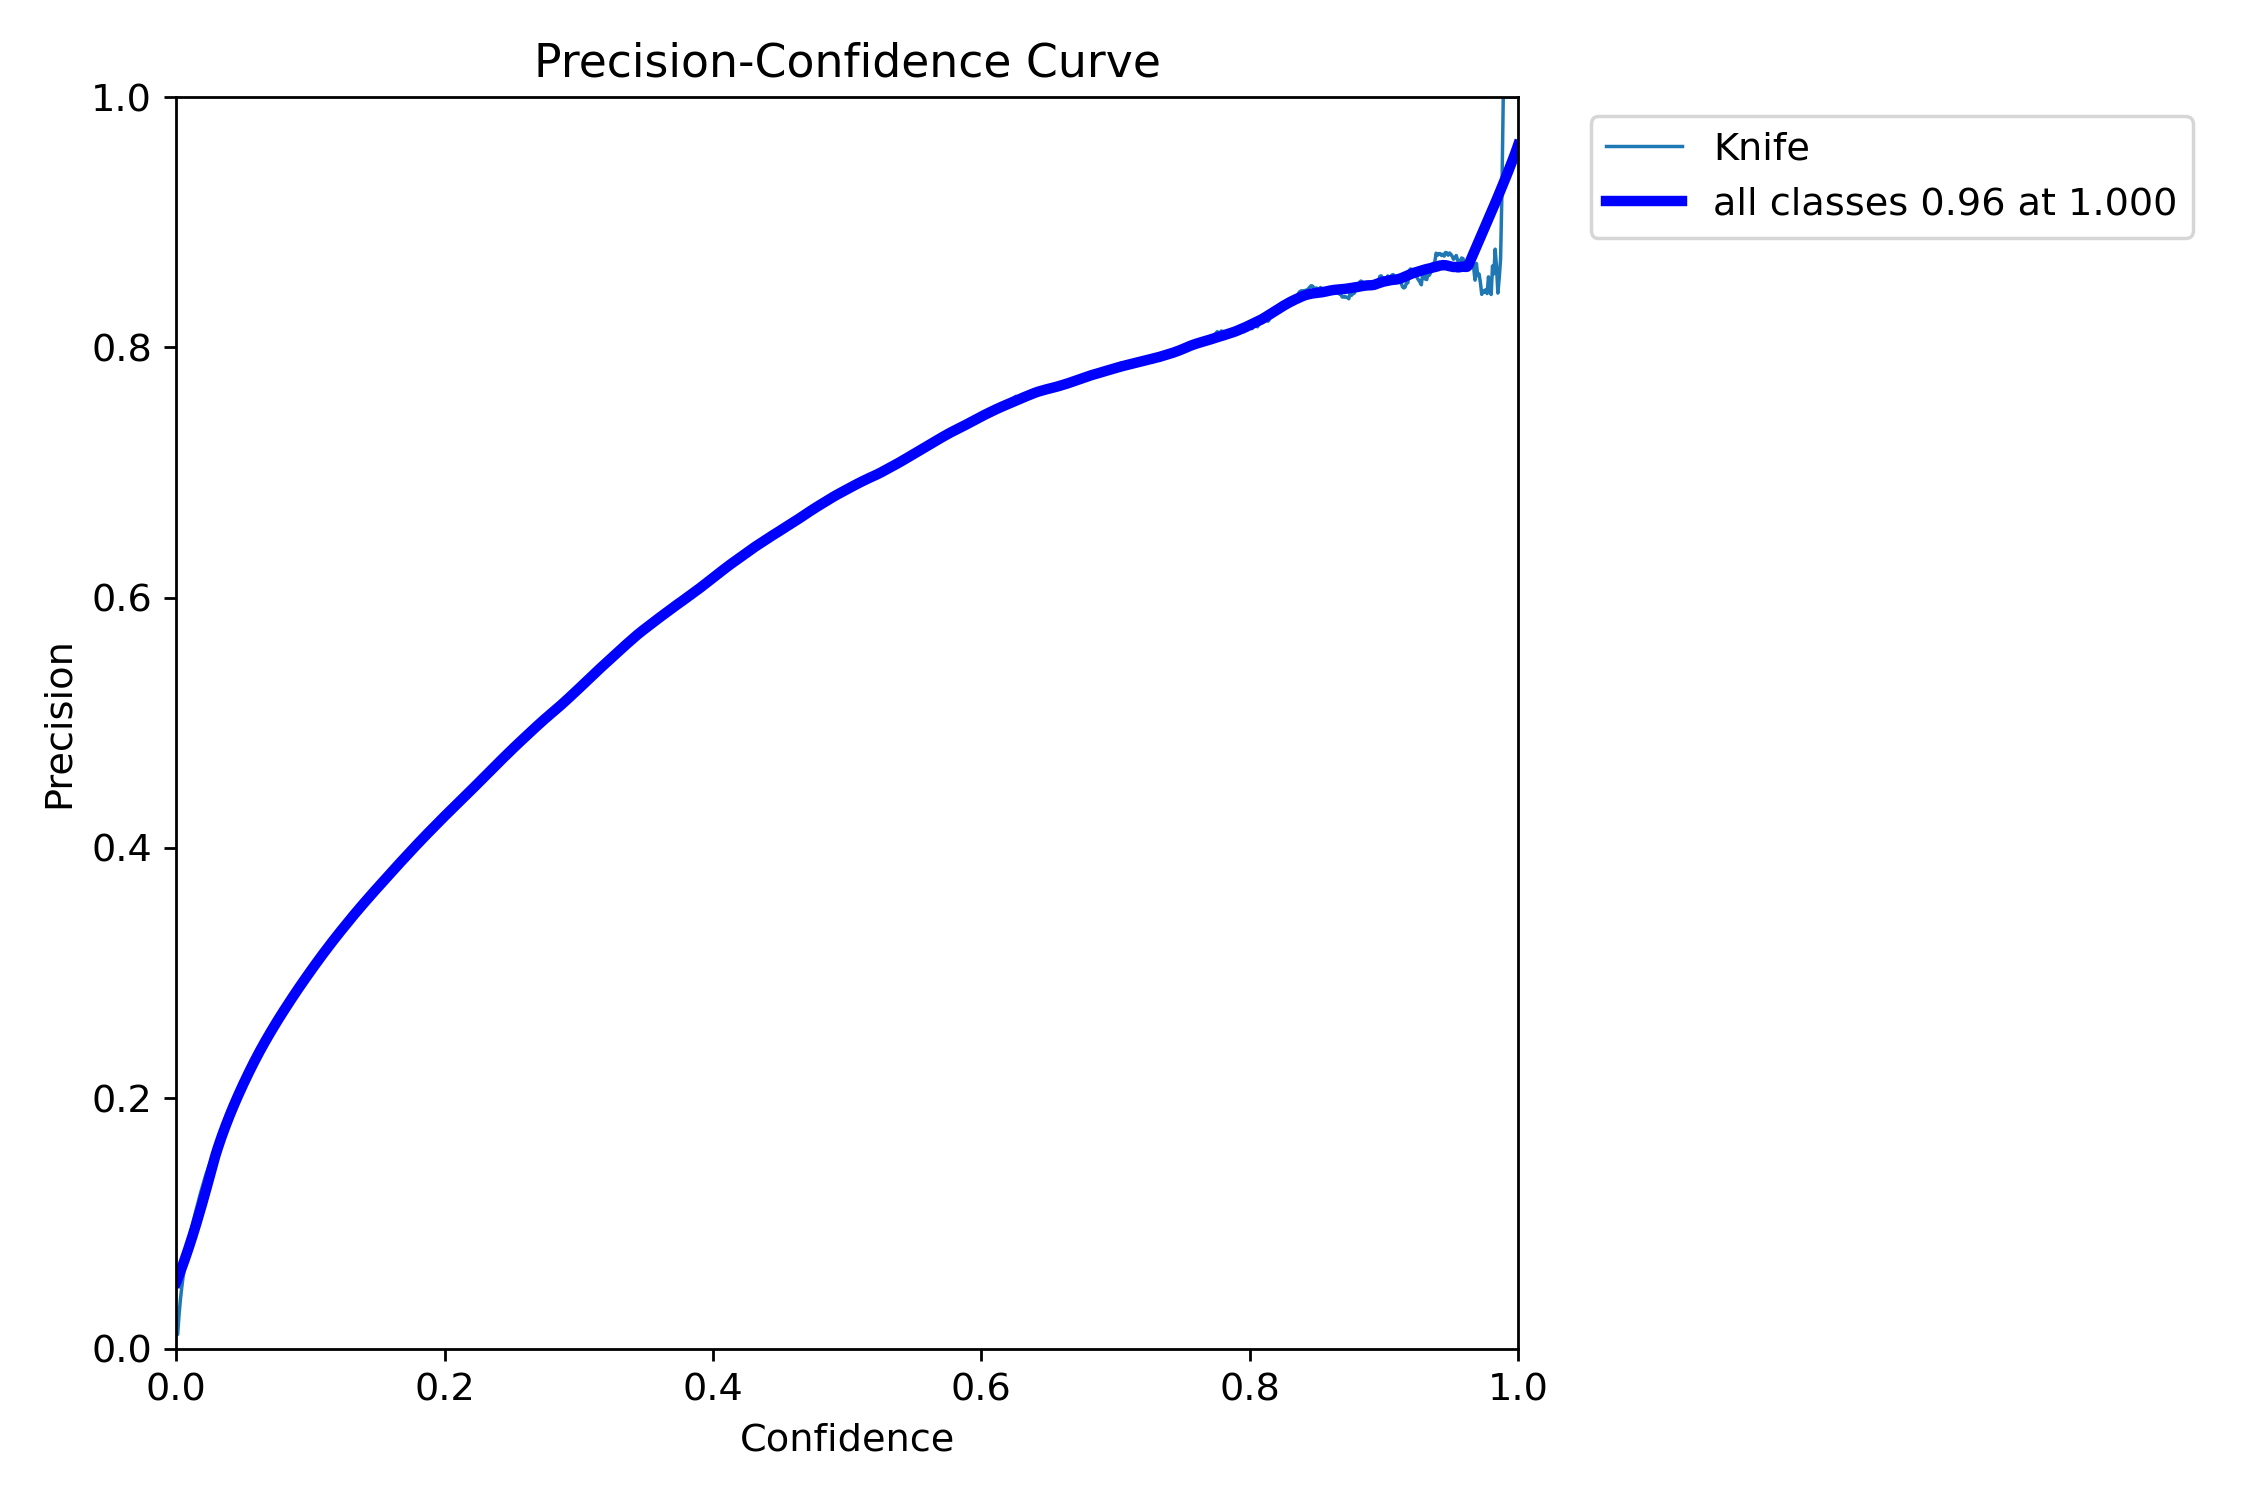 Precision-Confidence Curve
1.0
0.8
0.6
0.4
0.2
0.0
Precision
0.0 0.2 0.4 0.6 0.8 1.0
Confidence
Knife
all classes 0.96 at 1.000